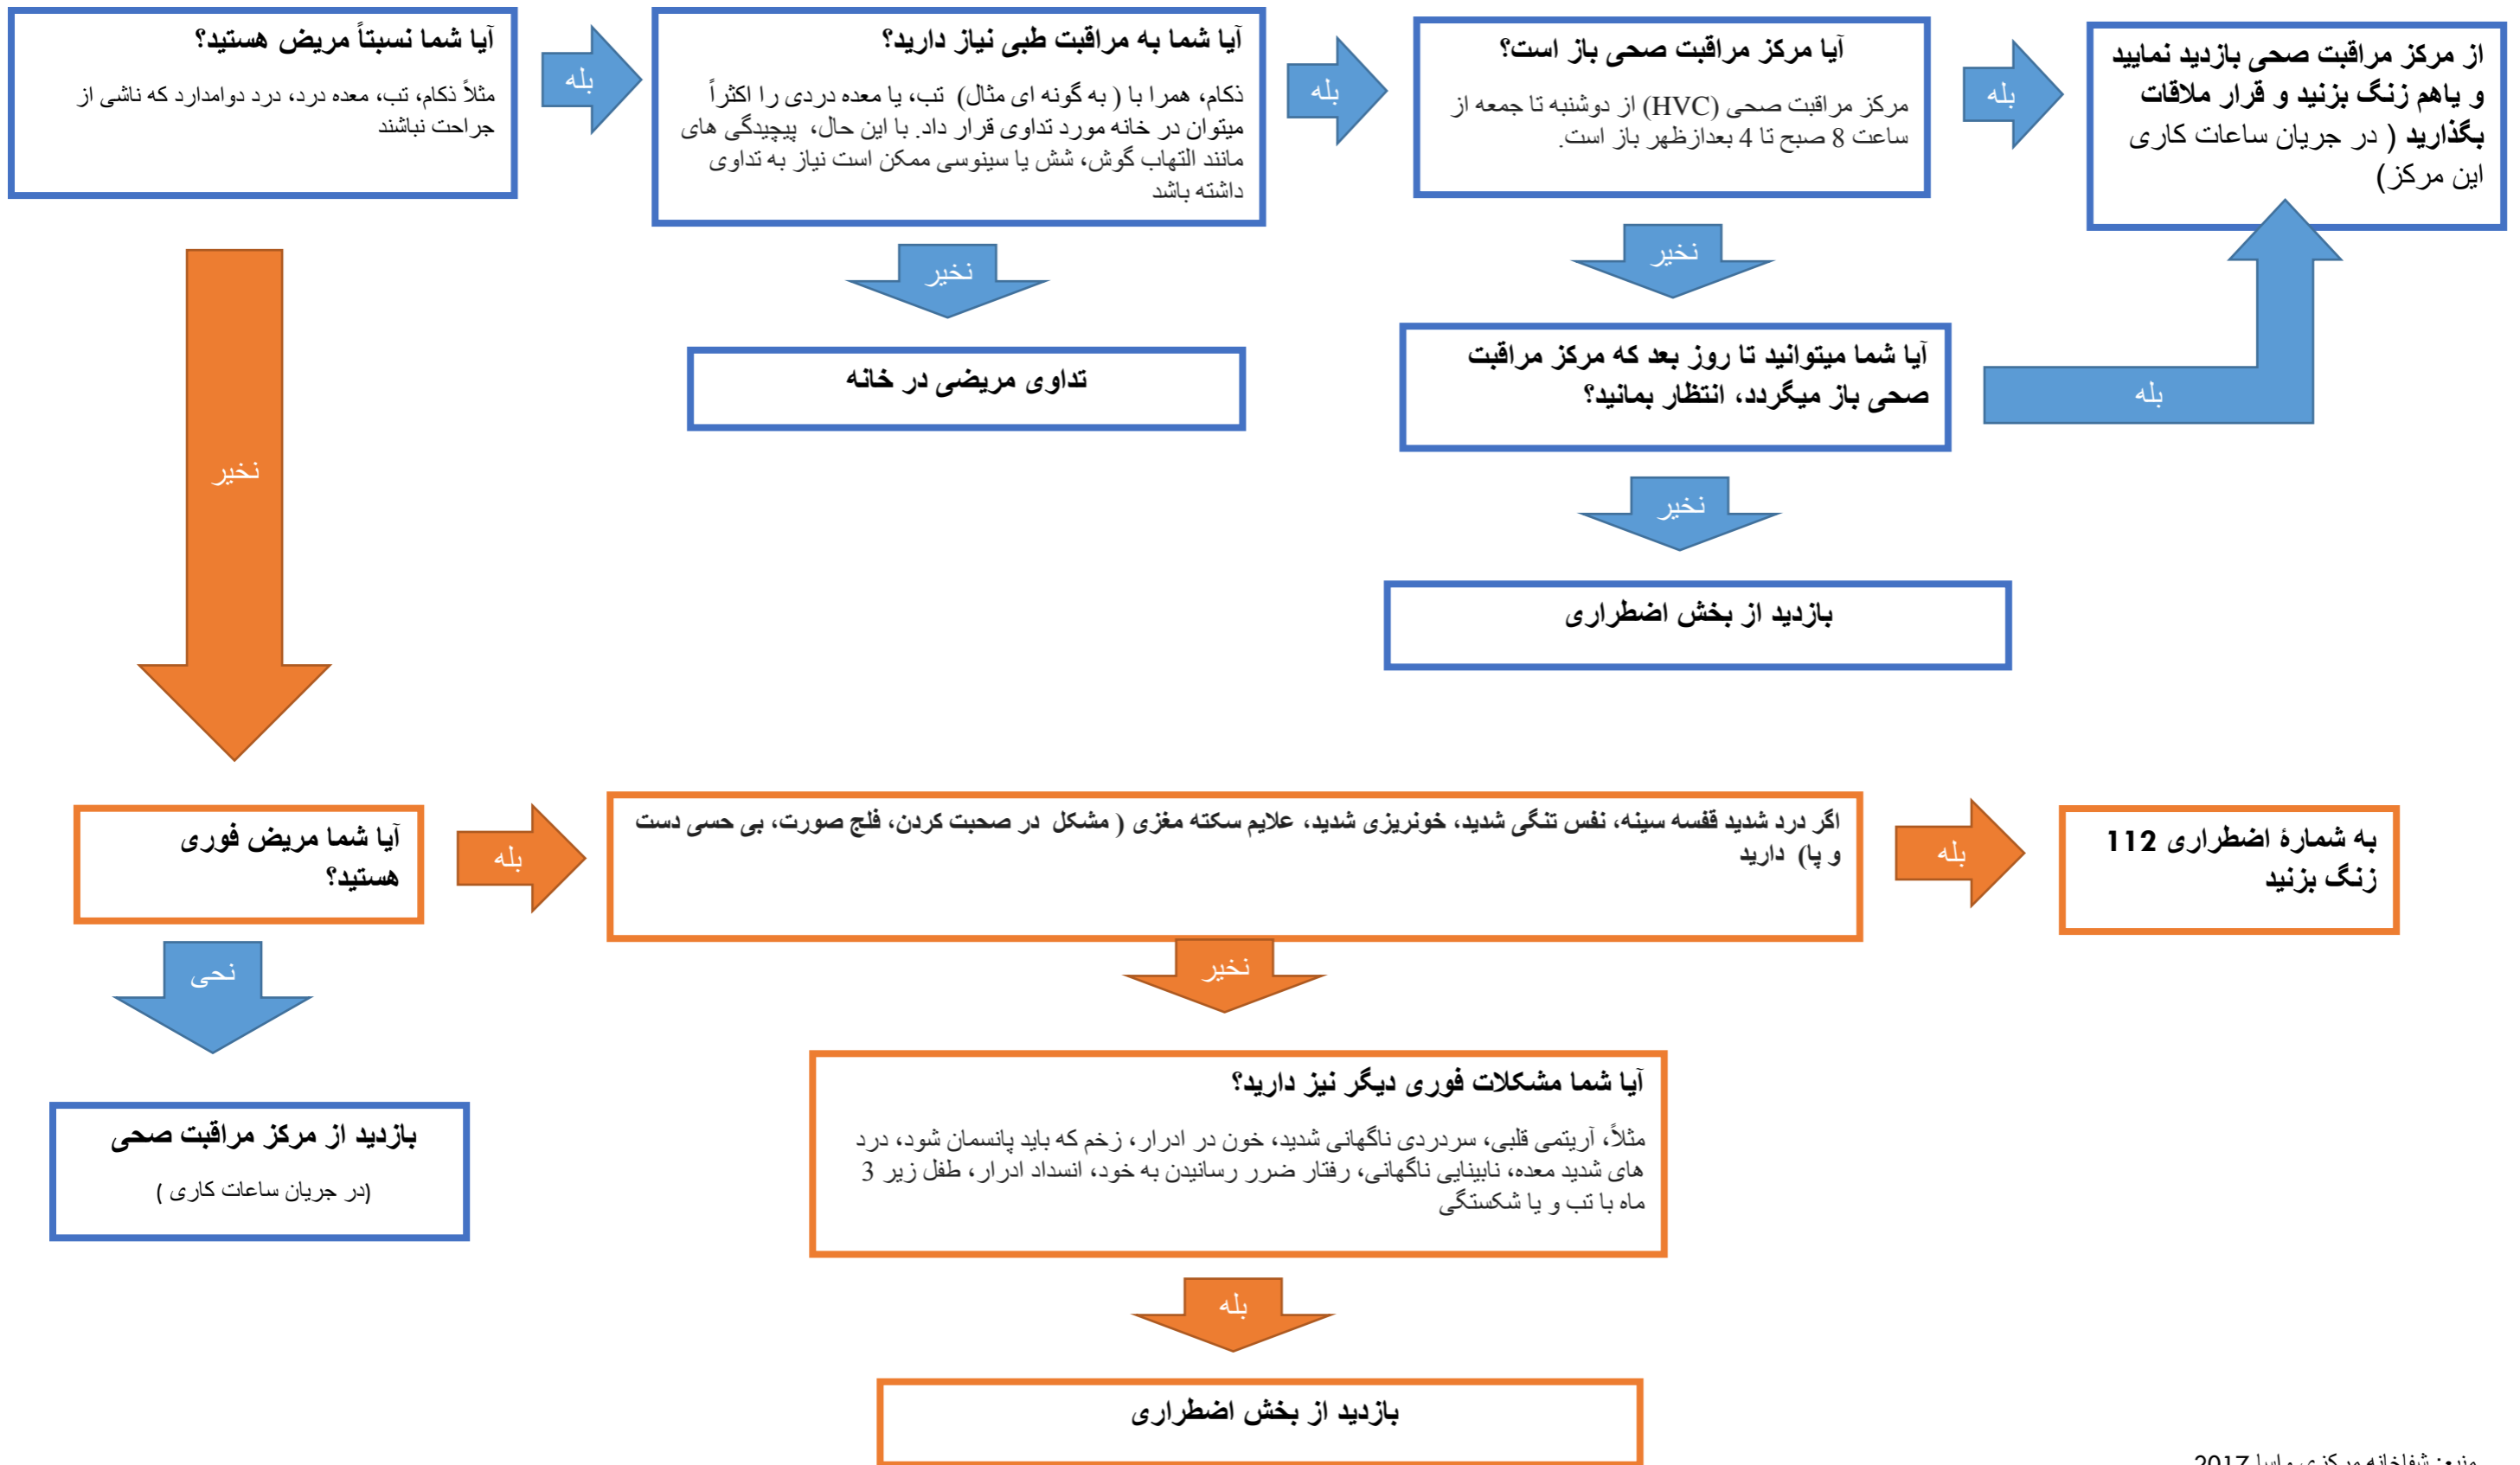 آیا شما نسبتاً مریض هستید؟
مثلاً ذکام، تب، معده درد، درد دوامدارد که ناشی از
جراحت نباشند
بله
آیا شما به مراقبت طبی نیاز دارید؟
ذکام، همرا با ( به گونه ای مثال) تب، یا معده دردی را اکثراً
میتوان در خانه مورد تداوی قرار داد. با این حال، پیچیدگی های
مانند التهاب گوش، شش یا سینوسی ممکن است نیاز به تداوی
داشته باشد
بله
آیا مرکز مراقبت صحی باز است؟
مرکز مراقبت صحی (HVC) از دوشنبه تا جمعه از
ساعت 8 صبح تا 4 بعدازظهر باز است.
بله
از مرکز مراقبت صحی بازدید نمایید
و یاهم زنگ بزنید و قرار ملاقات
بگذارید ( در جریان ساعات کاری
این مرکز)
نخیر
نخیر
تداوی مریضی در خانه
آیا شما میتوانید تا روز بعد که مرکز مراقبت
صحی باز میگردد، انتظار بمانید؟
بله
نخیر
نخیر
بازدید از بخش اضطراری
آیا شما مریض فوری
هستید؟
بله
اگر درد شدید قفسه سینه، نفس تنگی شدید، خونریزی شدید، علایم سکته مغزی ( مشکل در صحبت کردن، فلج صورت، بی حسی دست
و پا) دارید
بله
به شمارۀ اضطراری 112
زنگ بزنید
نحی
نخیر
بازدید از مرکز مراقبت صحی
(در جریان ساعات کاری )
آیا شما مشکلات فوری دیگر نیز دارید؟
مثلاً، آریتمی قلبی، سردردی ناگهانی شدید، خون در ادرار، زخم که باید پانسمان شود، درد
های شدید معده، نابینایی ناگهانی، رفتار ضرر رسانیدن به خود، انسداد ادرار، طفل زیر 3
ماه با تب و یا شکستگی
بله
بازدید از بخش اضطراری
منبع: شفاخانه مرکزی واسا 2017